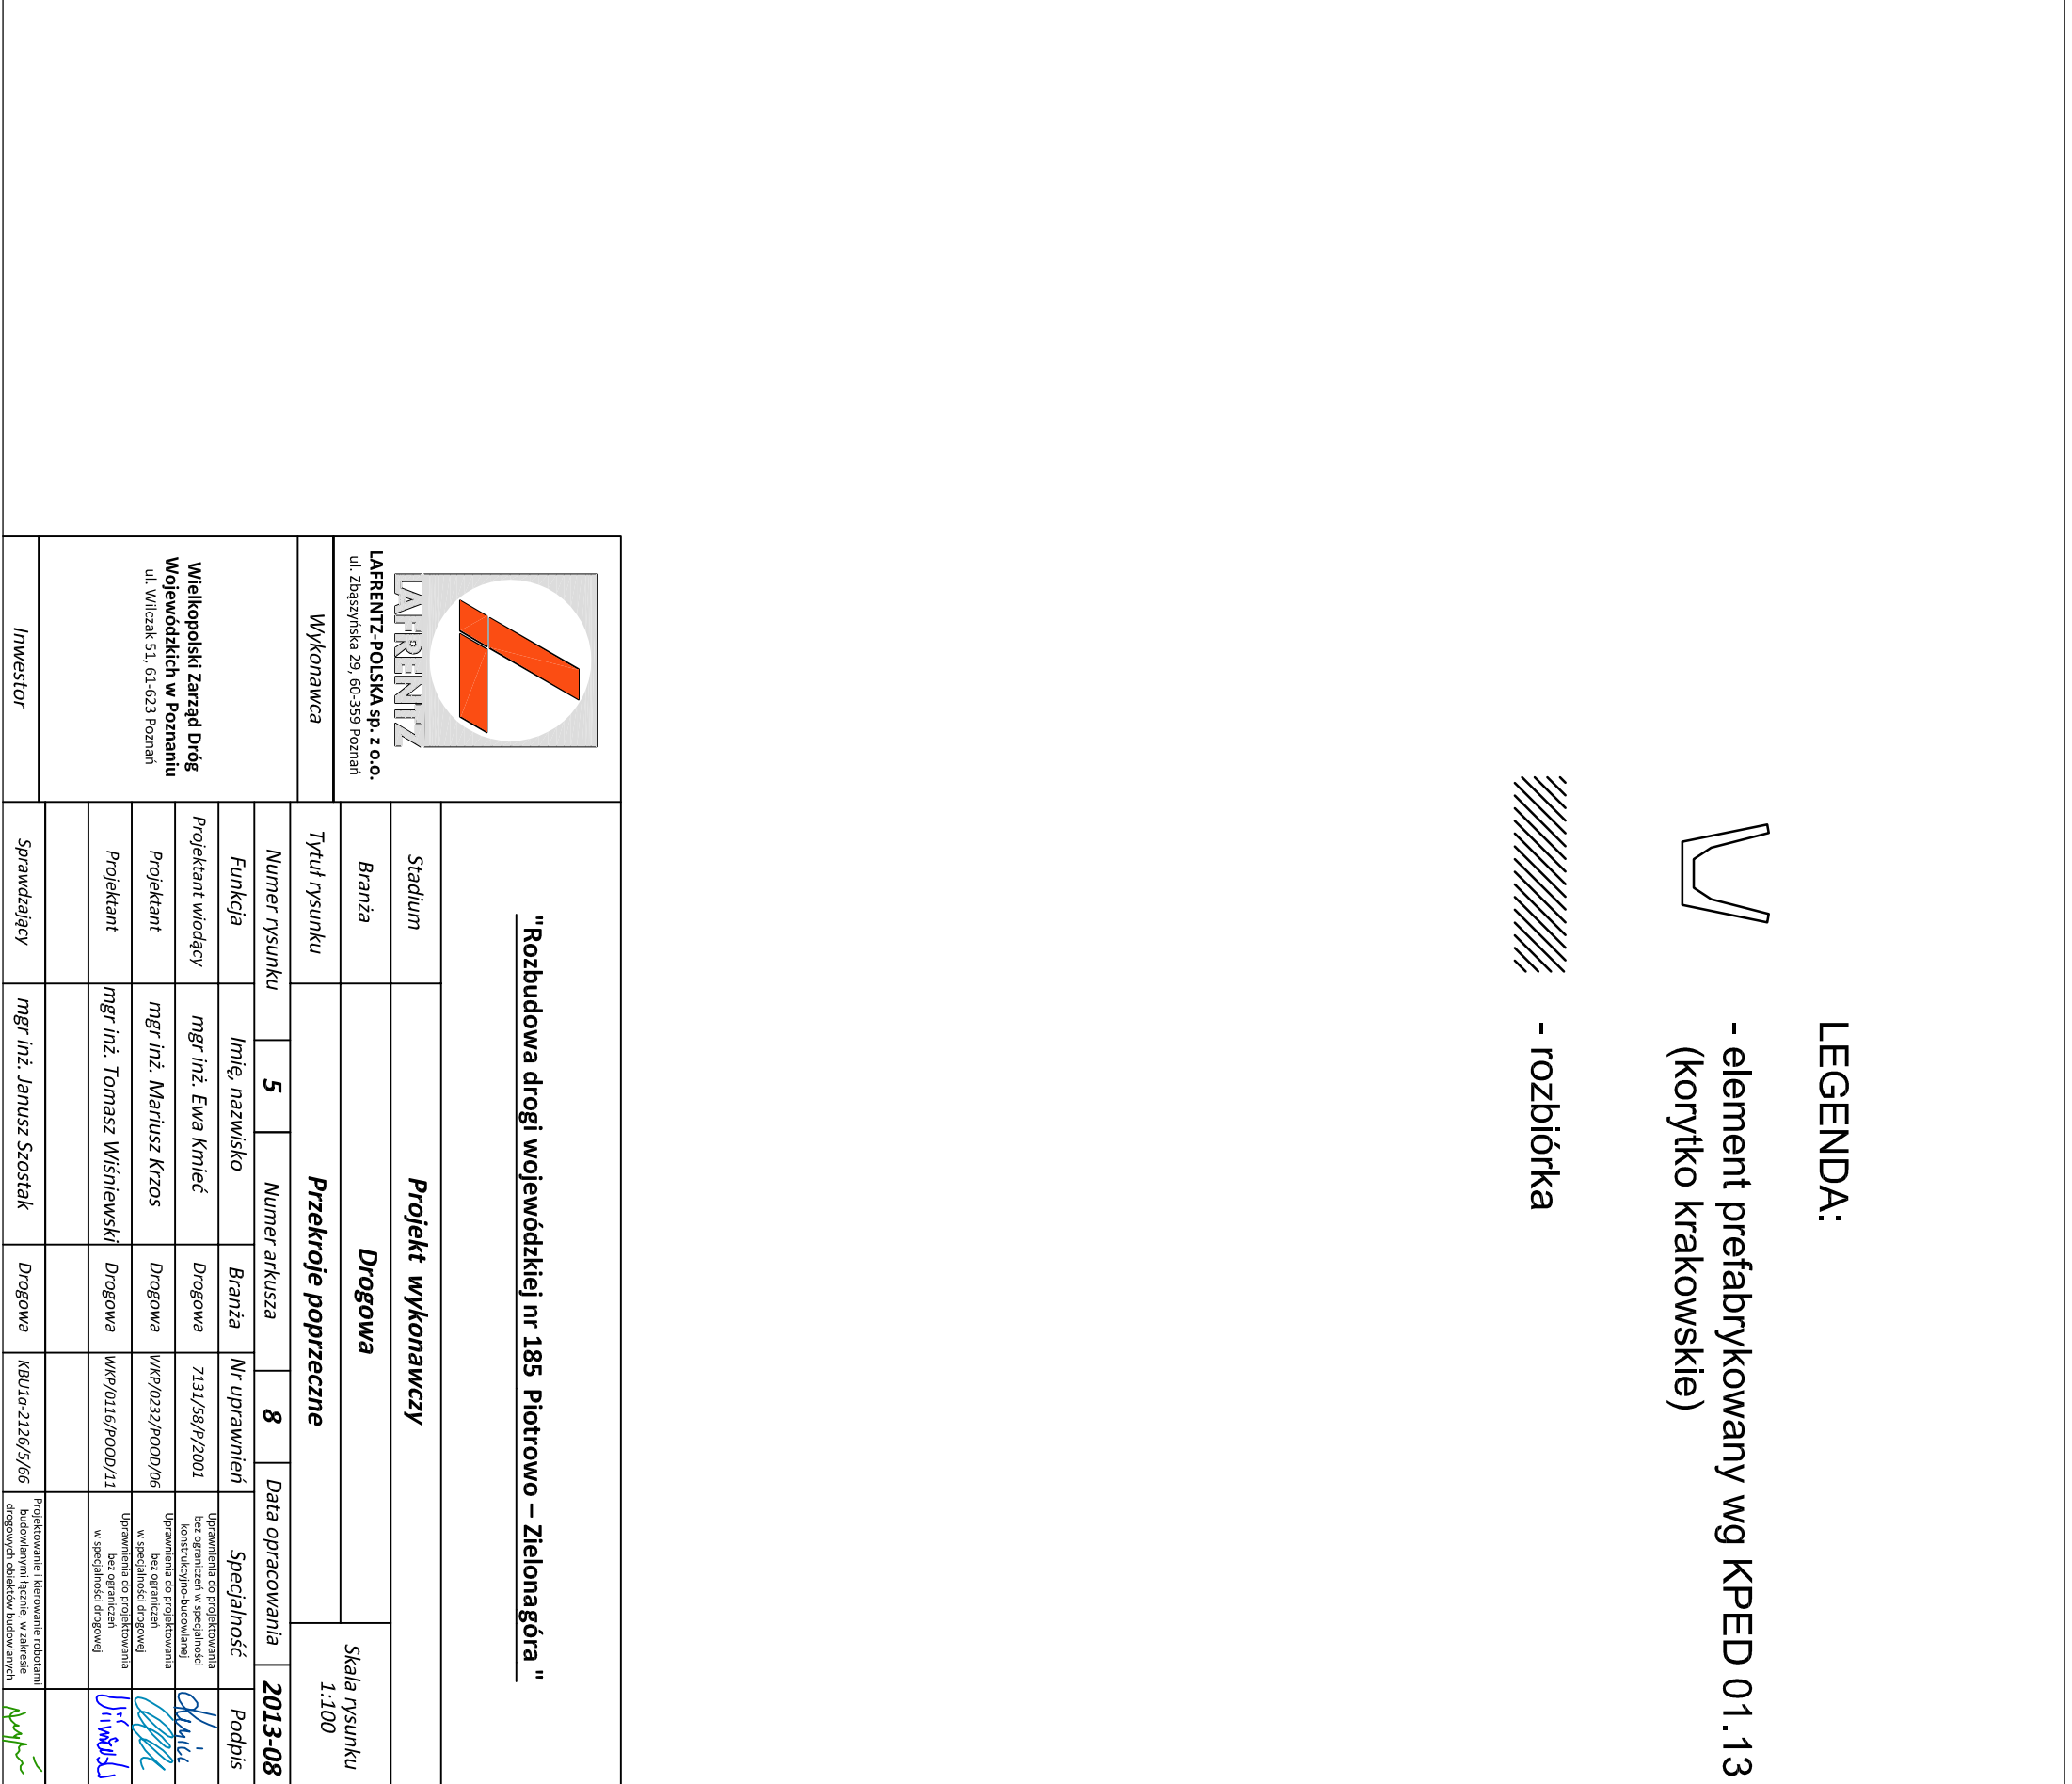 LEGENDA:
- element prefabrykowany wg KPED 01.13
(korytko krakowskie)
- rozbiórka
LAFRENTZ
LAFRENTZ-POLSKA sp. z o.o.
ul. Zbąszyńska 29, 60-359 Poznań
Wykonawca
Wielkopolski Zarząd Dróg
Wojewódzkich w Poznaniu
ul. Wilczak 51, 61-623 Poznań
Inwestor
"Rozbudowa drogi wojewódzkiej nr 185 Piotrowo – Zielonagóra "
Stadium Projekt wykonawczy
Branża Drogowa
Skala rysunku
1:100
Tytuł rysunku Przekroje poprzeczne
Numer rysunku 5 Numer arkusza 8 Data opracowania 2013-08
Funkcja Imię, nazwisko Branża Nr uprawnień Specjalność Podpis
Projektant wiodący mgr inż. Ewa Kmieć Drogowa 7131/58/P/2001
Uprawnienia do projektowania
bez ograniczeń w specjalności
konstrukcyjno-budowlanej
Projektant mgr inż. Mariusz Krzos Drogowa WKP/0232/POOD/06
Uprawnienia do projektowania
bez ograniczeń
w specjalności drogowej
Projektant mgr inż. Tomasz Wiśniewski Drogowa WKP/0116/POOD/11
Uprawnienia do projektowania
bez ograniczeń
w specjalności drogowej
Sprawdzający mgr inż. Janusz Szostak Drogowa KBU1a-2126/5/66
Projektowanie i kierowanie robotami
budowlanymi łącznie, w zakresie
drogowych obiektów budowlanych